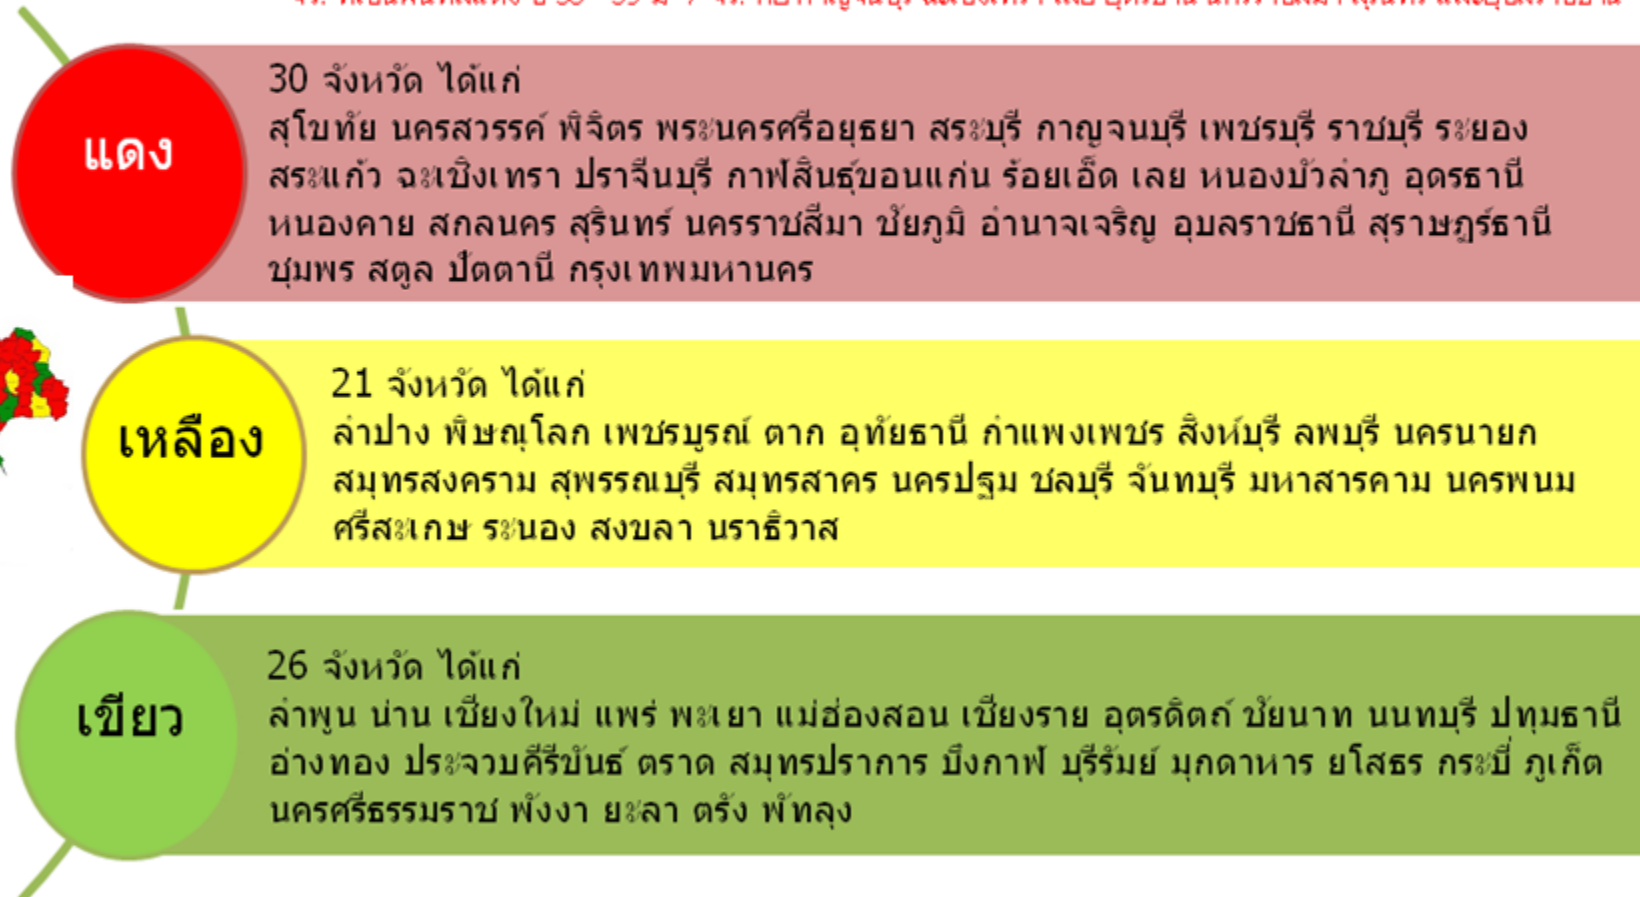 แดง
30 จังหวัด ได้แก่
สุโขทัย นครสวรรค์ พิจิตร พระนครศรีอยุธยา สระบุรี กาญจนบุรี เพชรบุรี ราชบุรี ระยอง
สระแก้ว ฉะเชิงเทรา ปราจีนบุรี กาฬสินธุ์ขอนแก่น ร้อยเอ็ด เลย หนองบัวลำภู อุดรธานี
หนองคาย สกลนคร สุรินทร์ นครราชสีมา ชัยภูมิ อำนาจเจริญ อุบลราชธานี สุราษฎร์ธานี
ชุมพร สตูล ปัตตานี กรุงเทพมหานคร
เหลือง
21 จังหวัด ได้แก่
ลำปาง พิษณุโลก เพชรบูรณ์ ตาก อุทัยธานี กำแพงเพชร สิงห์บุรี ลพบุรี นครนายก
สมุทรสงคราม สุพรรณบุรี สมุทรสาคร นครปฐม ชลบุรี จันทบุรี มหาสารคาม นครพนม
ศรีสะเกษ ระนอง สงขลา นราธิวาส
เขียว
26 จังหวัด ได้แก่
ลำพูน น่าน เชียงใหม่ แพร่ พะเยา แม่ฮ่องสอน เชียงราย อุตรดิตถ์ ชัยนาท นนทบุรี ปทุมธานี
อ่างทอง ประจวบคีรีขันธ์ ตราด สมุทรปราการ บึงกาฬ บุรีรัมย์ มุกดาหาร ยโสธร กระบี่ ภูเก็ต
นครศรีธรรมราช พังงา ยะลา ตรัง พัทลุง